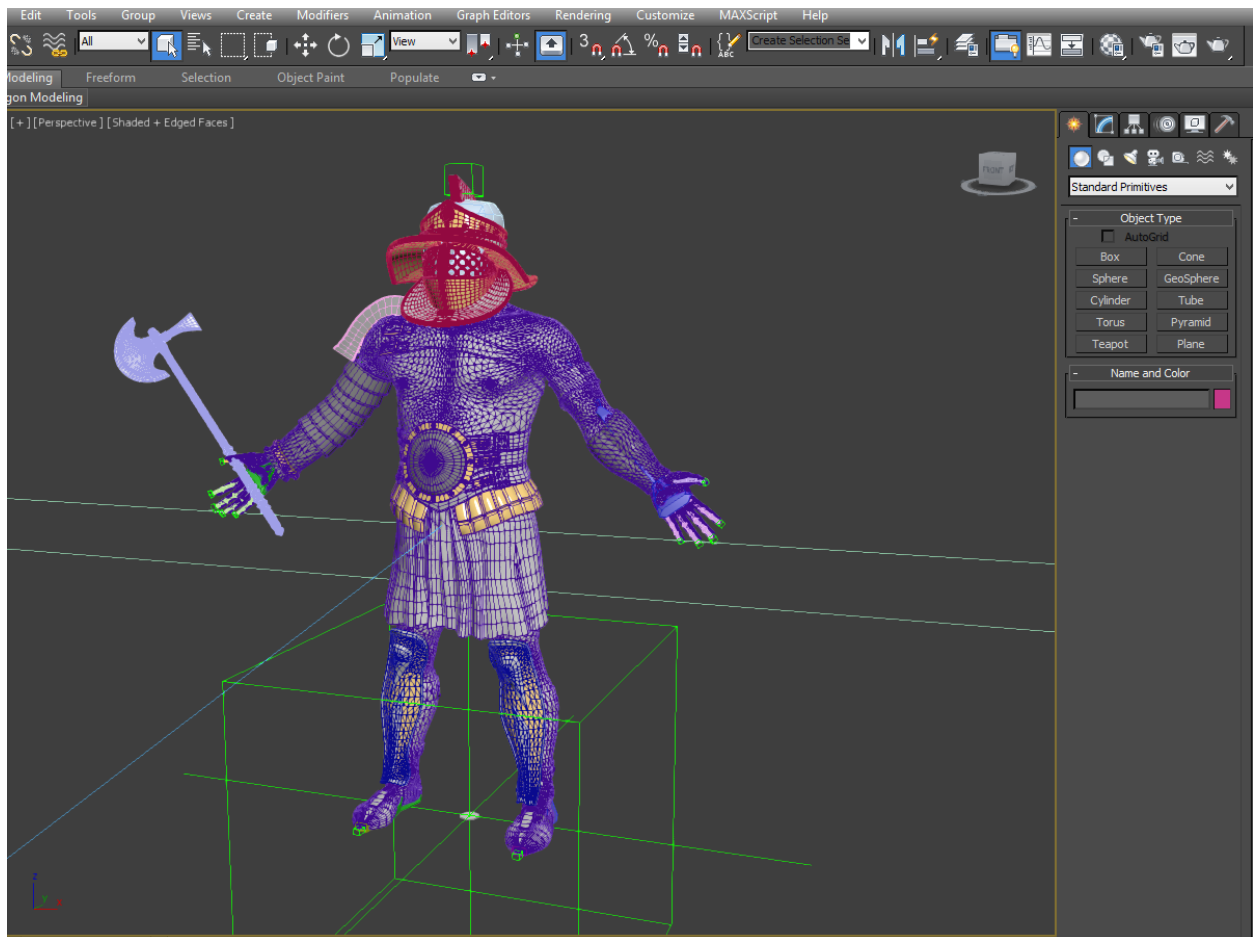 Edit Tools Group Views Create Modifiers Animation Graph Editors Rendering Customize MAXScript Help
All View 3 % ABC Create Selection Se
Modeling Freeform Selection Object Paint Populate
gon Modeling
[ + ] [Perspective ] [ Shaded + Edged Faces ]
Standard Primitives
- Object Type
AutoGrid
Box Cone
Sphere GeoSphere
Cylinder Tube
Torus Pyramid
Teapot Plane
- Name and Color
z
y x